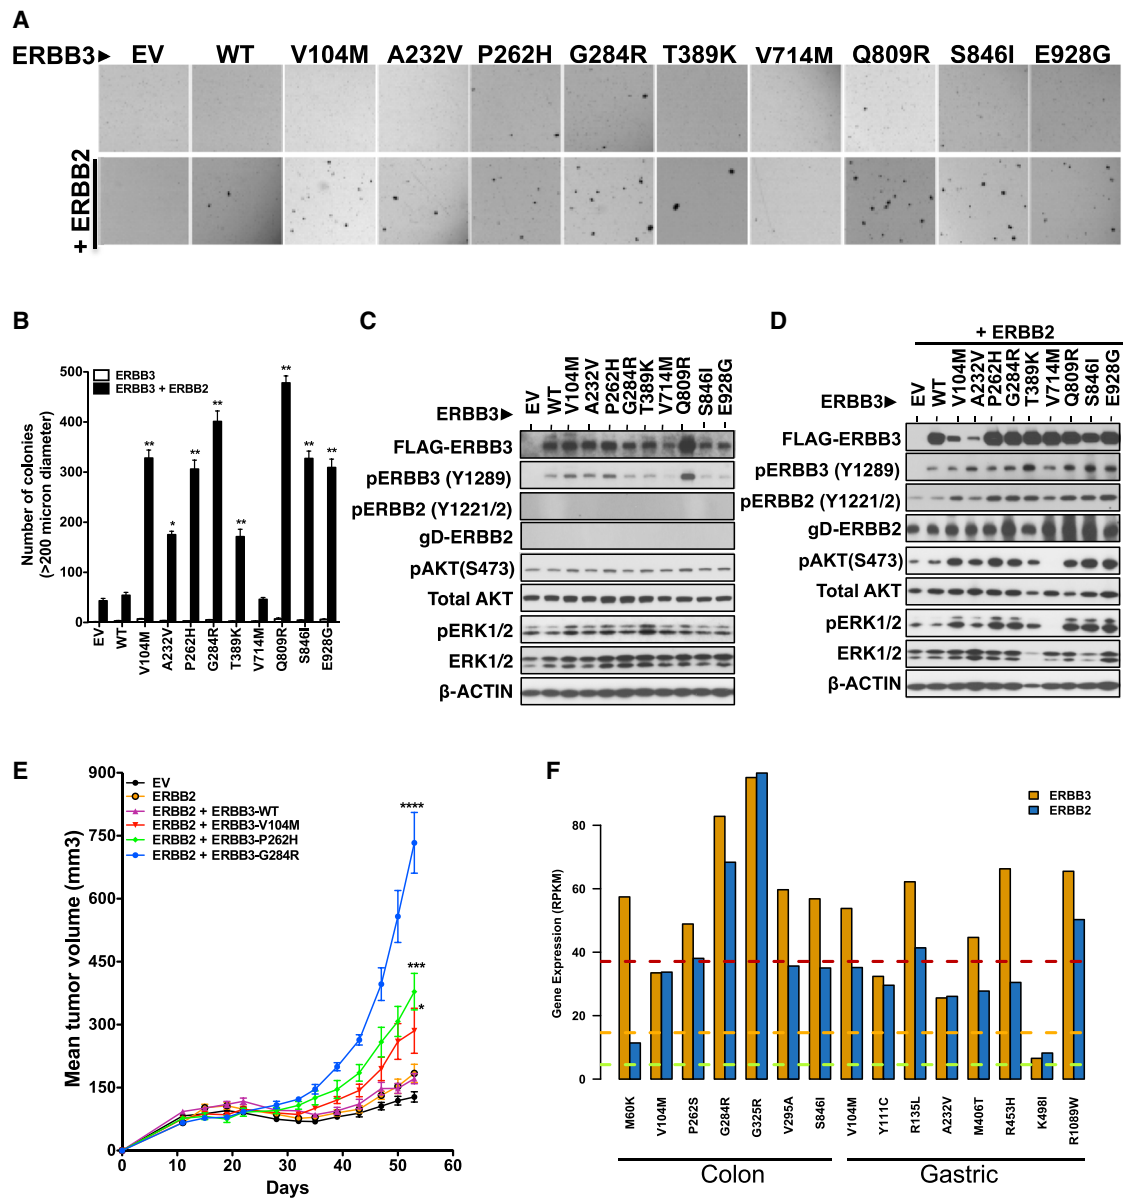 A
ERBB3► EV WT V104M A232V P262H G284R T389K V714M Q809R S846I E928G
+ ERBB2
B
Number of colonies
(>200 micron diameter)
ERBB3
ERBB3 + ERBB2
500
400
300
200
100
0
** * ** ** ** ** ** **
EV WT V104M A232V P262H G284R T389K V714M Q809R S846I E928G
C
ERBB3► EV WT V104M A232V P262H G284R T389K V714M Q809R S846I E928G
FLAG-ERBB3
pERBB3 (Y1289)
pERBB2 (Y1221/2)
gD-ERBB2
pAKT(S473)
Total AKT
pERK1/2
ERK1/2
β-ACTIN
D
+ ERBB2
ERBB3► EV WT V104M A232V P262H G284R T389K V714M Q809R S846I E928G
FLAG-ERBB3
pERBB3 (Y1289)
pERBB2 (Y1221/2)
gD-ERBB2
pAKT(S473)
Total AKT
pERK1/2
ERK1/2
β-ACTIN
E
Mean tumor volume (mm3)
900
750
600
450
300
150
0
EV
ERBB2
ERBB2 + ERBB3-WT
ERBB2 + ERBB3-V104M
ERBB2 + ERBB3-P262H
ERBB2 + ERBB3-G284R
****
***
*
0 10 20 30 40 50 60
Days
F
ERBB3
ERBB2
Gene Expression (RPKM)
80
60
40
20
0
M60K V104M P262S G284R G325R V295A S846I V104M Y111C R135L A232V M406T R453H K498I R1089W
Colon Gastric